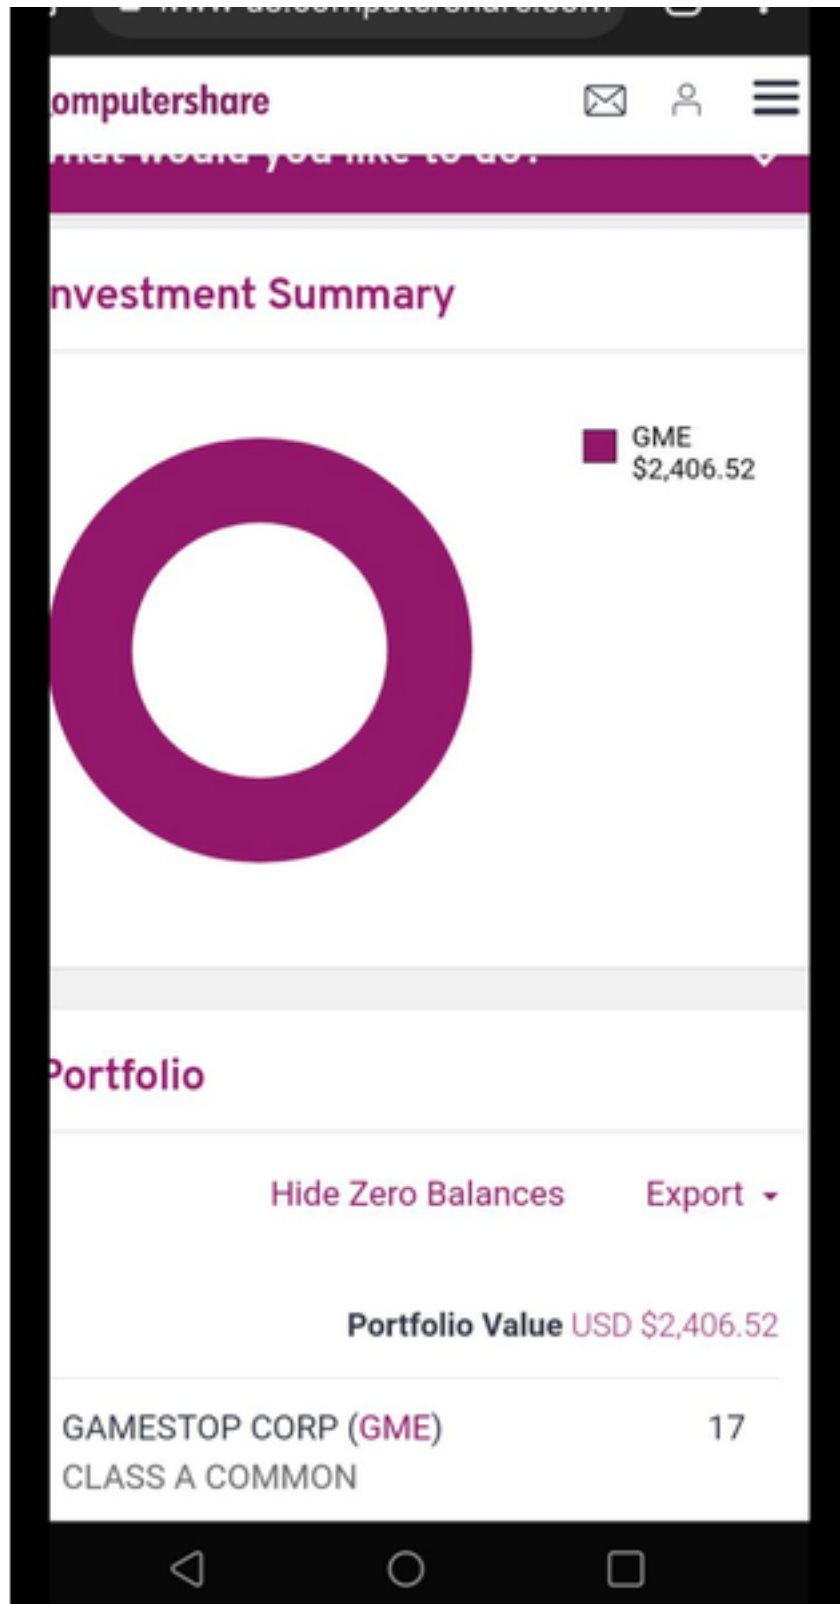 omputershare
nvestment Summary
GME
$2,406.52
Portfolio
Hide Zero Balances Export
Portfolio Value USD $2,406.52
GAMESTOP CORP (GME) 17
CLASS A COMMON